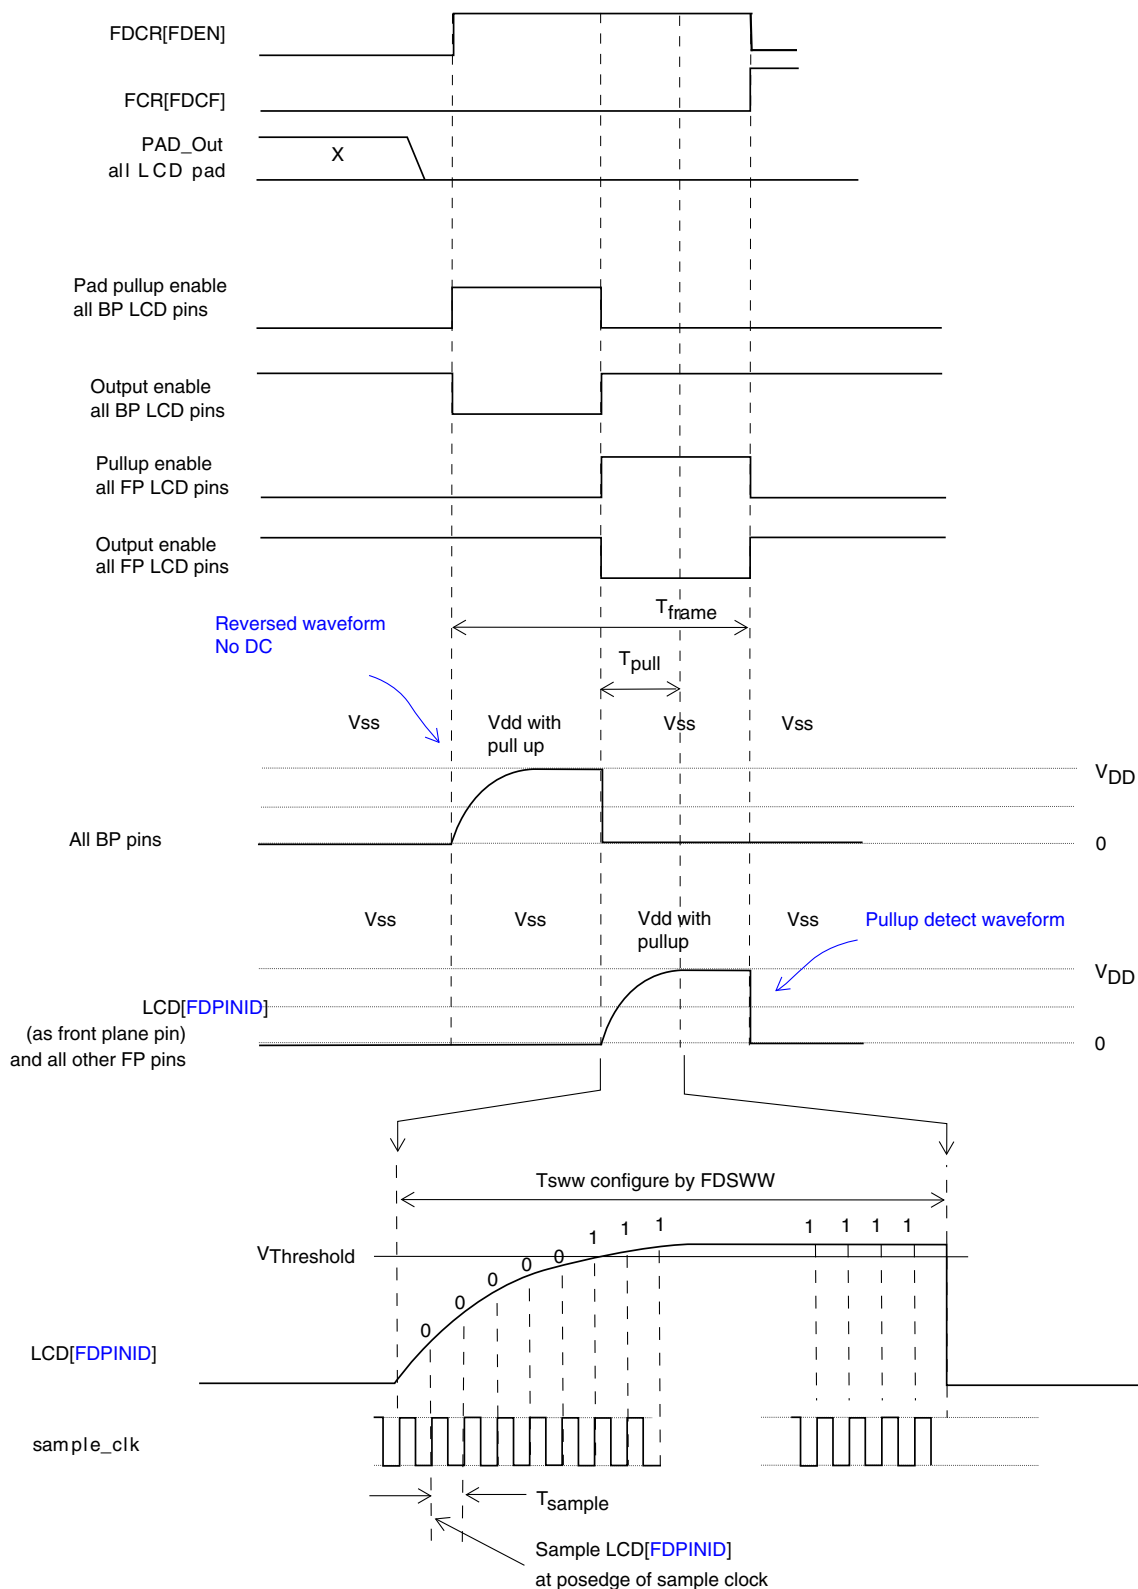 FDCR[FDEN]
FCR[FDCF]
PAD_Out
all LCD pad
X
Pad pullup enable
all BP LCD pins
Output enable
all BP LCD pins
Pullup enable
all FP LCD pins
Output enable
all FP LCD pins
Tframe
Reversed waveform
No DC
Tpull
Vss
Vdd with
pull up
Vss
Vss
VDD
All BP pins
0
Vss
Vss
Vdd with
pullup
Vss
Pullup detect waveform
VDD
LCD[FDPINID]
(as front plane pin)
and all other FP pins
0
Tsww configure by FDSWW
VThreshold
0 0 0 0 0 1 1 1
1 1 1 1
LCD[FDPINID]
sample_clk
Tsample
Sample LCD[FDPINID]
at posedge of sample clock